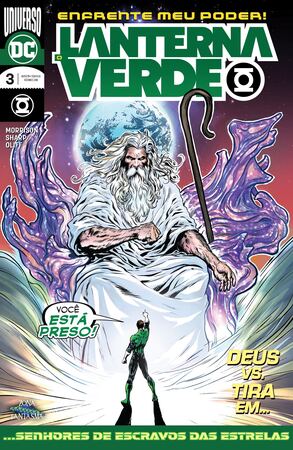 ENFRENTE MEU PODER!
UNIVERSO
DC
O LANTERNA
VERDE
3
MORRISON
SHARP
OLIFF
VOCÊ
ESTÁ
PRESO!
DEUS
VS.
TIRA
EM...
...SENHORES DE ESCRAVOS DAS ESTRELAS